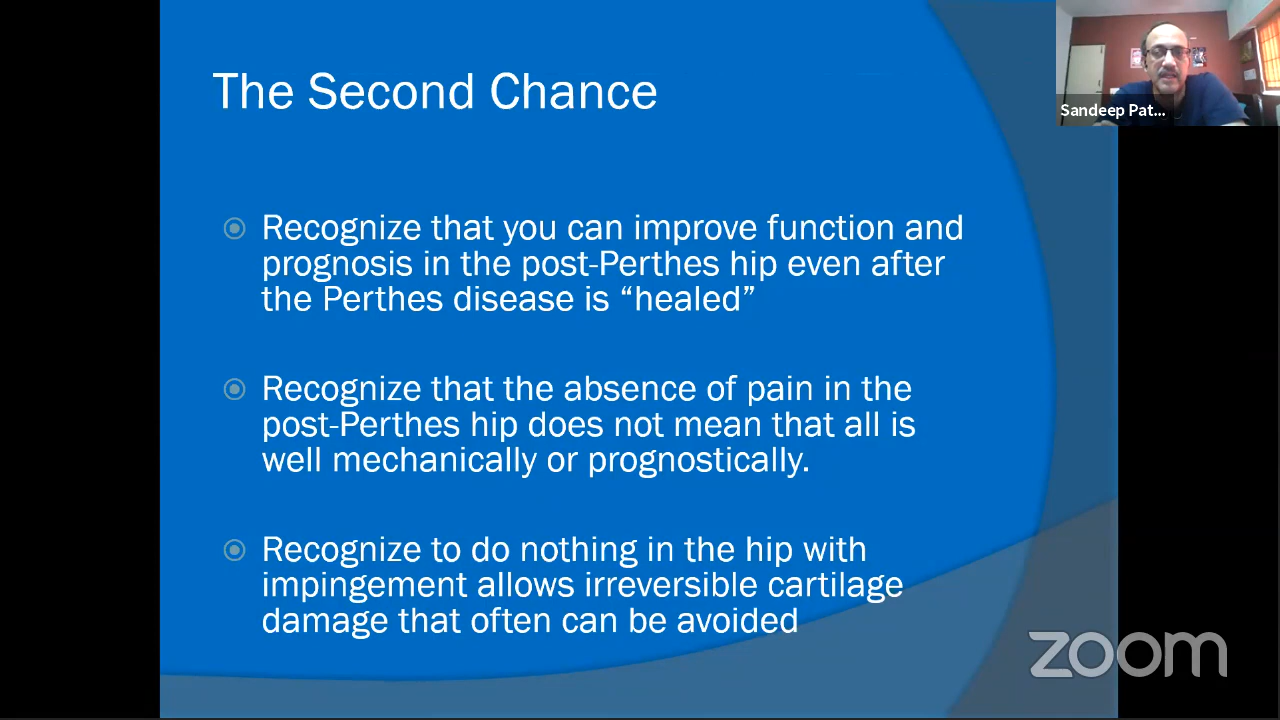 The Second Chance
Sandeep Pat...
Recognize that you can improve function and
prognosis in the post-Perthes hip even after
the Perthes disease is “healed”
Recognize that the absence of pain in the
post-Perthes hip does not mean that all is
well mechanically or prognostically.
Recognize to do nothing in the hip with
impingement allows irreversible cartilage
damage that often can be avoided
zoom